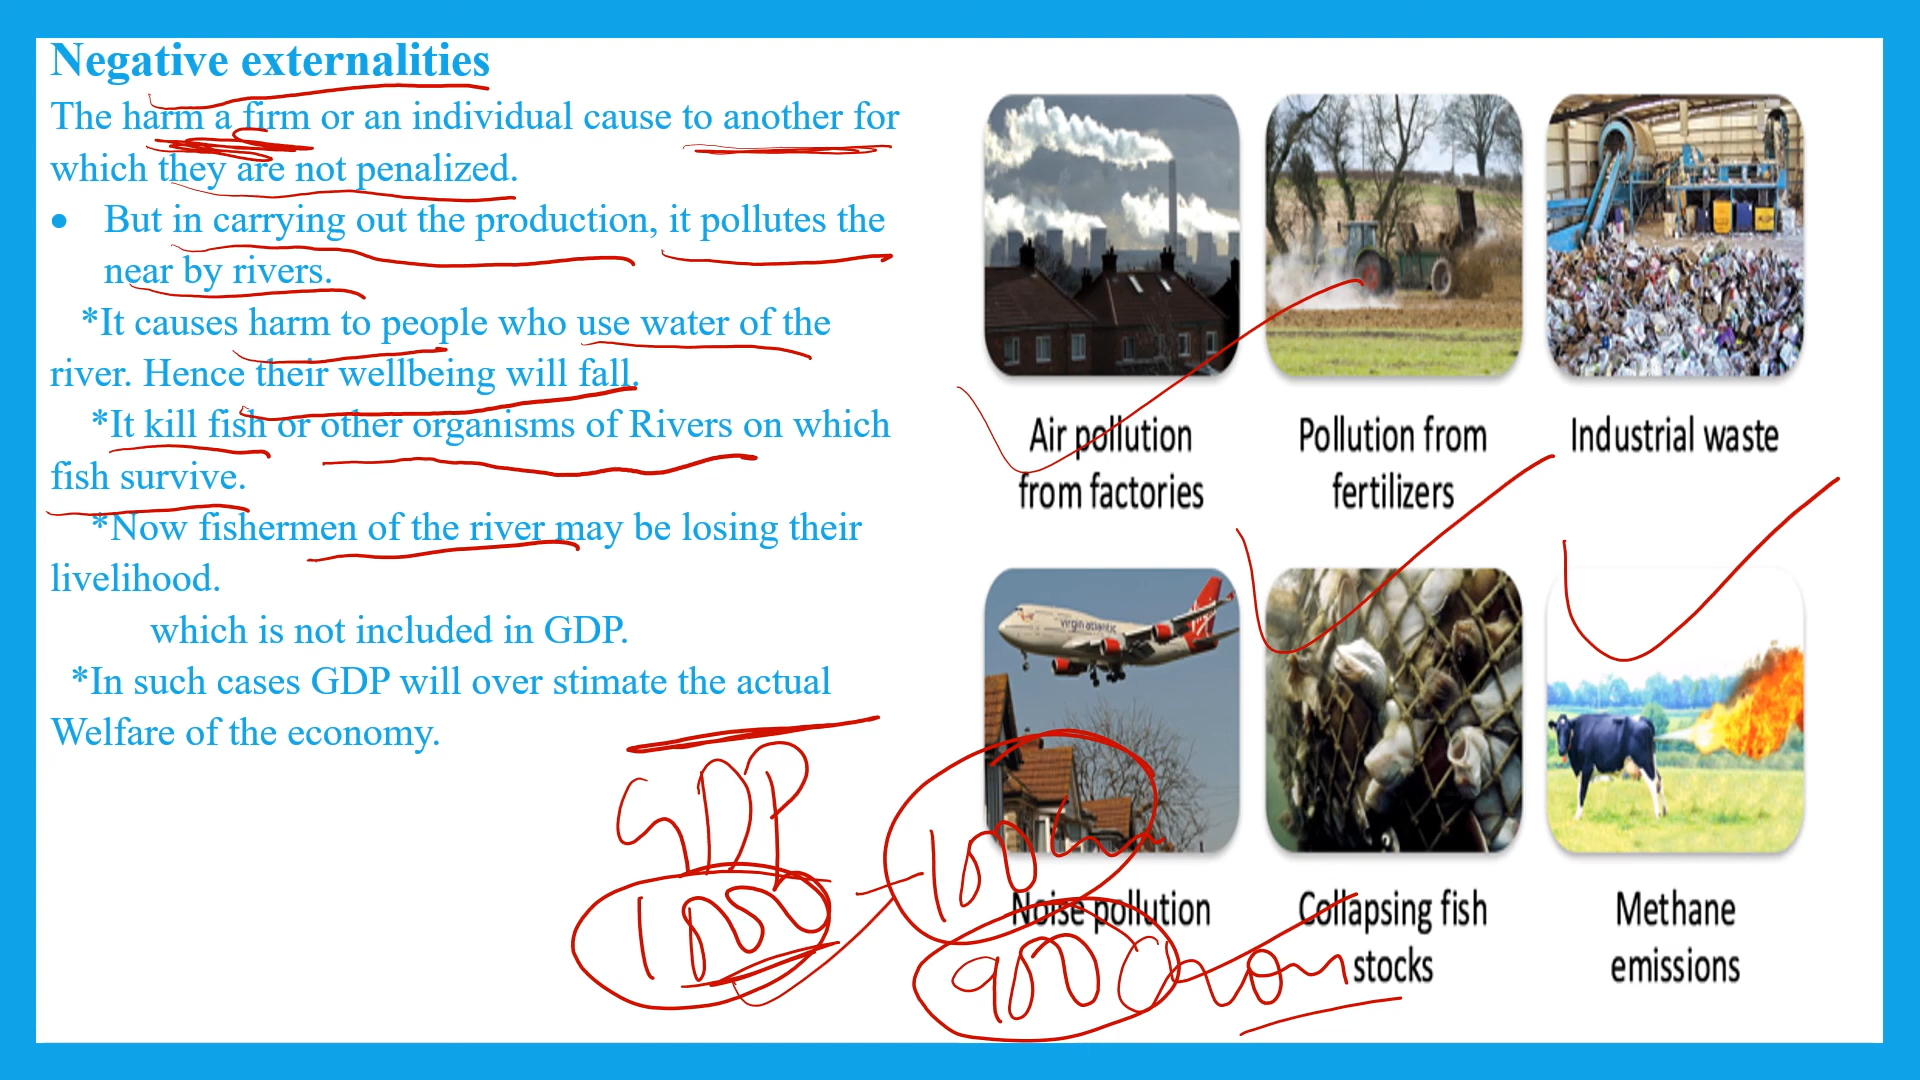 Negative externalities
The harm a firm or an individual cause to another for
which they are not penalized.
• But in carrying out the production, it pollutes the
near by rivers.
*It causes harm to people who use water of the
river. Hence their wellbeing will fall.
*It kill fish or other organisms of Rivers on which
fish survive.
*Now fishermen of the river may be losing their
livelihood.
which is not included in GDP.
*In such cases GDP will over stimate the actual
Welfare of the economy.
GDP
1000
100
900
Air pollution
from factories
Pollution from
fertilizers
Industrial waste
virgin atlantic
Noise pollution
Collapsing fish
stocks
Methane
emissions